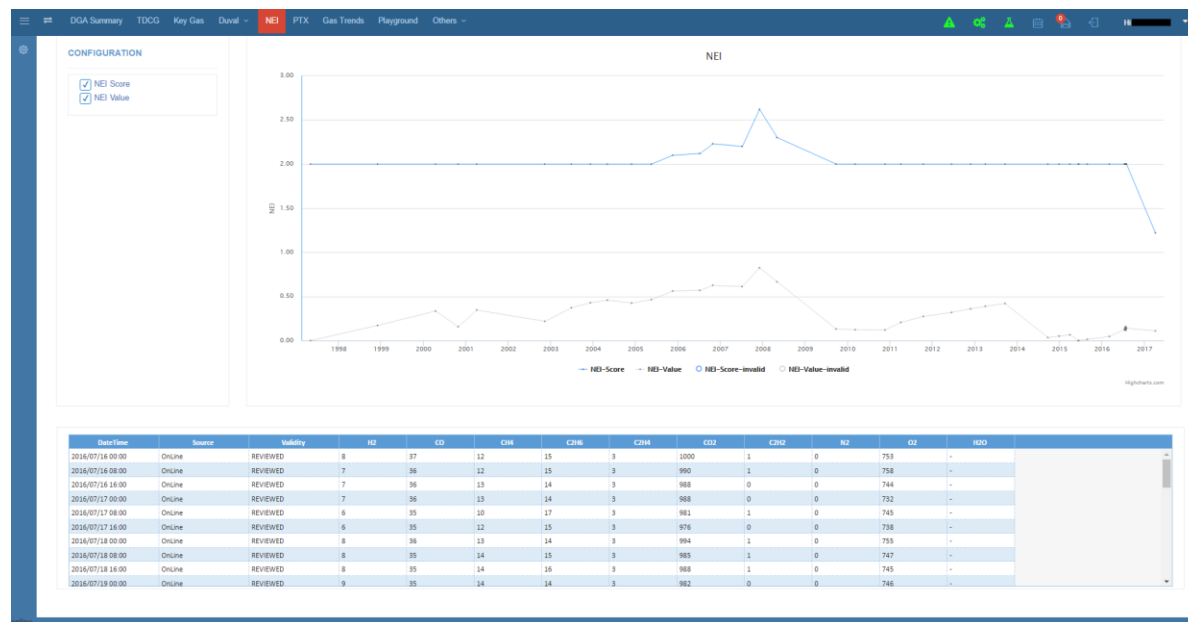 DGA Summary TDCG Key Gas Duval NEI PTX Gas Trends Playground Others 0 Hi
CONFIGURATION
NEI Score
NEI Value
NEI
3.00
2.50
2.00
1.50
1.00
0.50
0.00
NEI
1998 1999 2000 2001 2002 2003 2004 2005 2006 2007 2008 2009 2010 2011 2012 2013 2014 2015 2016 2017
NEI-Score NEI-Value NEI-Score-invalid NEI-Value-invalid
Highcharts.com
DateTime Source Validity H2 CO CH4 C2H6 C2H4 CO2 C2H2 N2 O2 H2O
2016/07/16 00:00 OnLine REVIEWED 8 37 12 15 3 1000 1 0 753 -
2016/07/16 08:00 OnLine REVIEWED 7 36 12 15 3 990 1 0 758 -
2016/07/16 16:00 OnLine REVIEWED 7 36 13 14 3 988 0 0 744 -
2016/07/17 00:00 OnLine REVIEWED 7 36 13 14 3 988 0 0 732 -
2016/07/17 08:00 OnLine REVIEWED 6 35 10 17 3 981 1 0 745 -
2016/07/17 16:00 OnLine REVIEWED 6 35 12 15 3 976 0 0 738 -
2016/07/18 00:00 OnLine REVIEWED 8 36 13 14 3 994 1 0 755 -
2016/07/18 08:00 OnLine REVIEWED 8 35 14 15 3 985 1 0 747 -
2016/07/18 16:00 OnLine REVIEWED 8 35 14 16 3 988 1 0 745 -
2016/07/19 00:00 OnLine REVIEWED 9 35 14 14 3 982 0 0 746 -